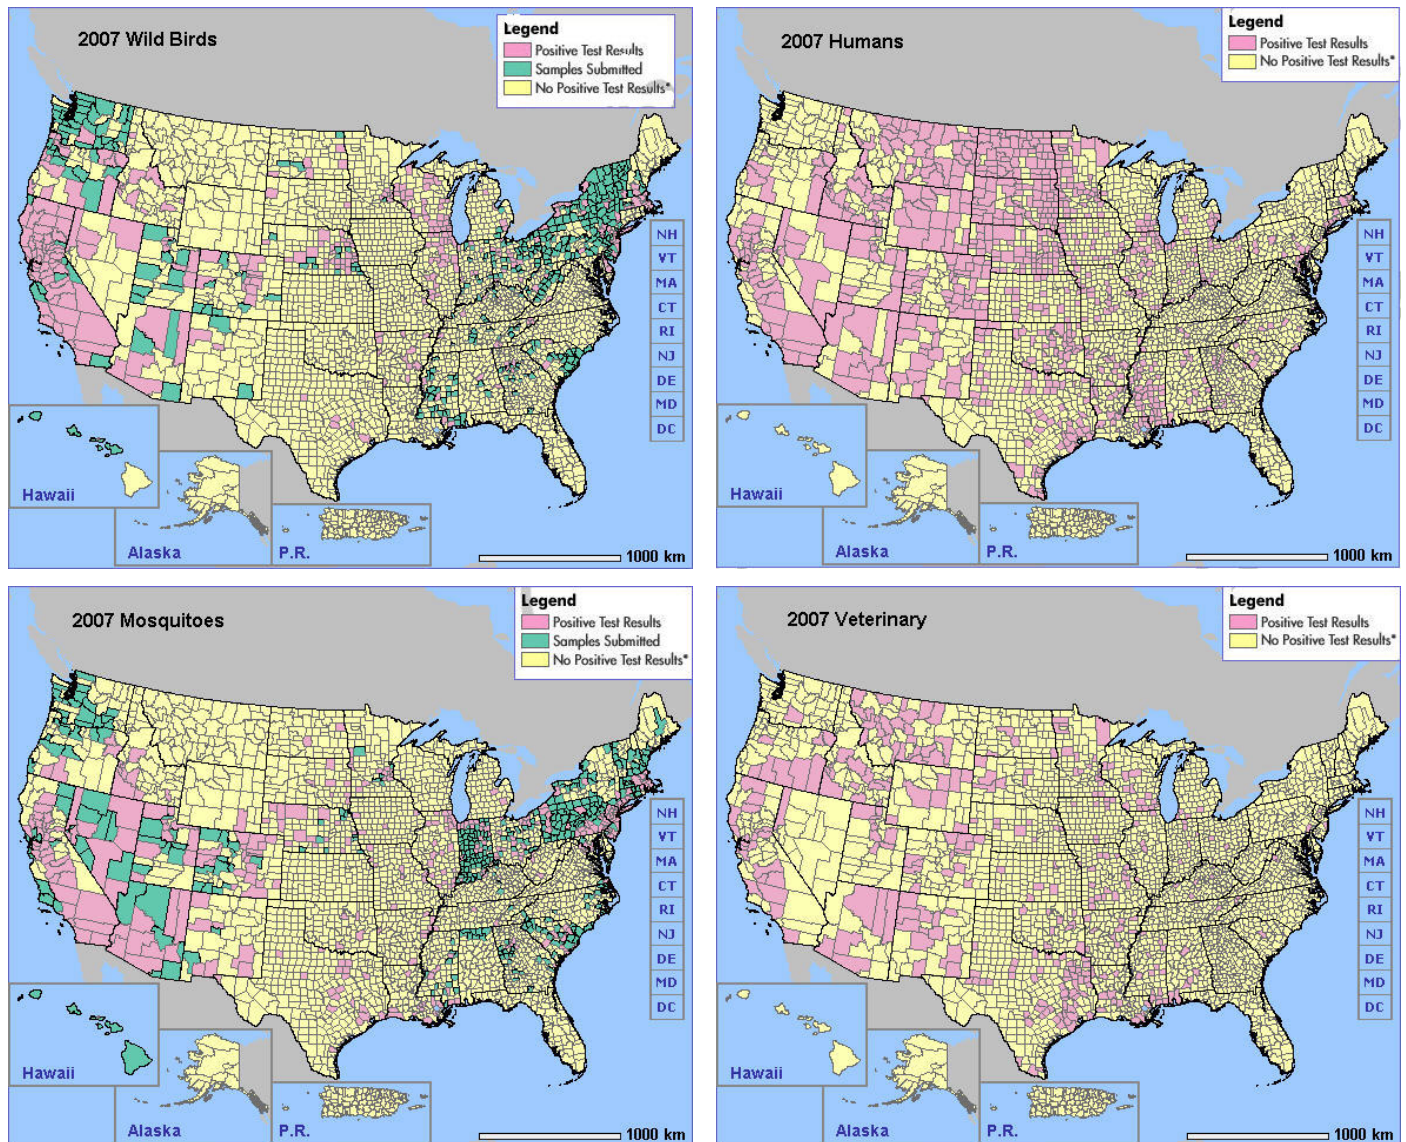 2007 Wild Birds
Legend
Positive Test Results
Samples Submitted
No Positive Test Results*
NH
VT
MA
CT
RI
NJ
DE
MD
DC
Hawaii
Alaska
P.R.
1000 km
2007 Humans
Legend
Positive Test Results
No Positive Test Results*
NH
VT
MA
CT
RI
NJ
DE
MD
DC
Hawaii
Alaska
P.R.
1000 km
2007 Mosquitoes
Legend
Positive Test Results
Samples Submitted
No Positive Test Results*
NH
VT
MA
CT
RI
NJ
DE
MD
DC
Hawaii
Alaska
P.R.
1000 km
2007 Veterinary
Legend
Positive Test Results
No Positive Test Results*
NH
VT
MA
CT
RI
NJ
DE
MD
DC
Hawaii
Alaska
P.R.
1000 km